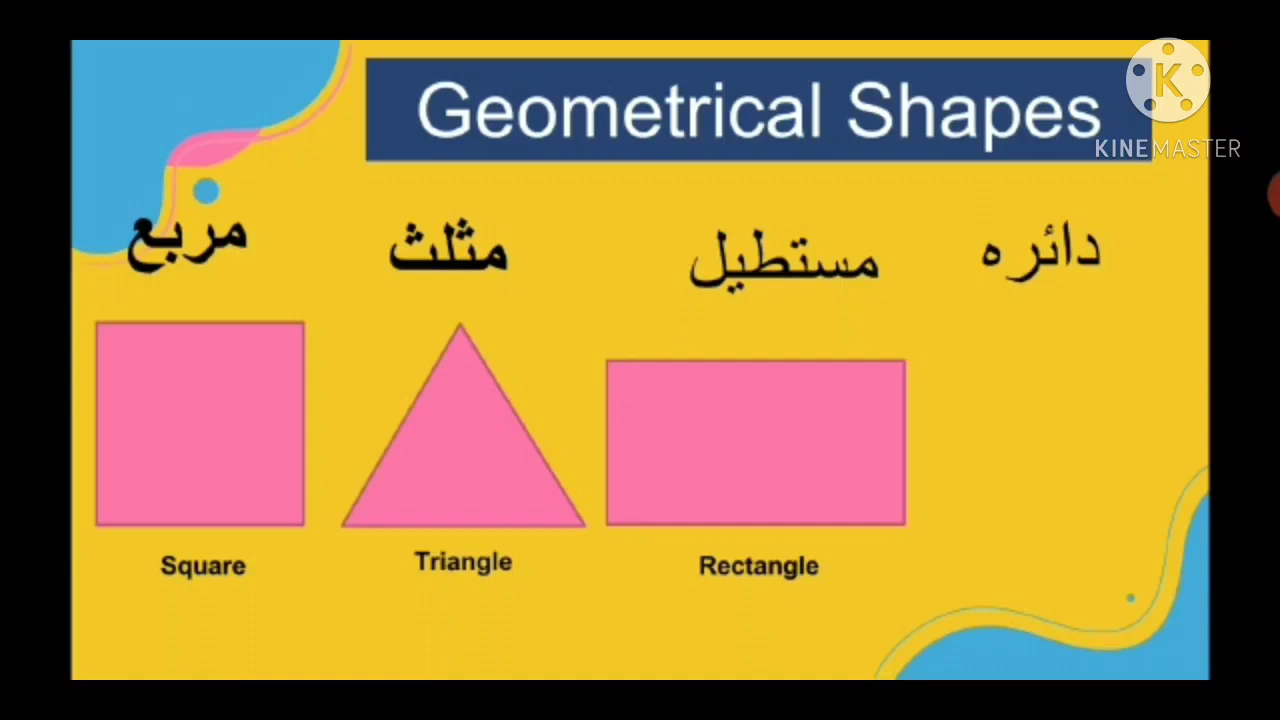 Geometrical Shapes
KINEMASTER
مربع
مثلث
مستطيل
دائره
Square
Triangle
Rectangle